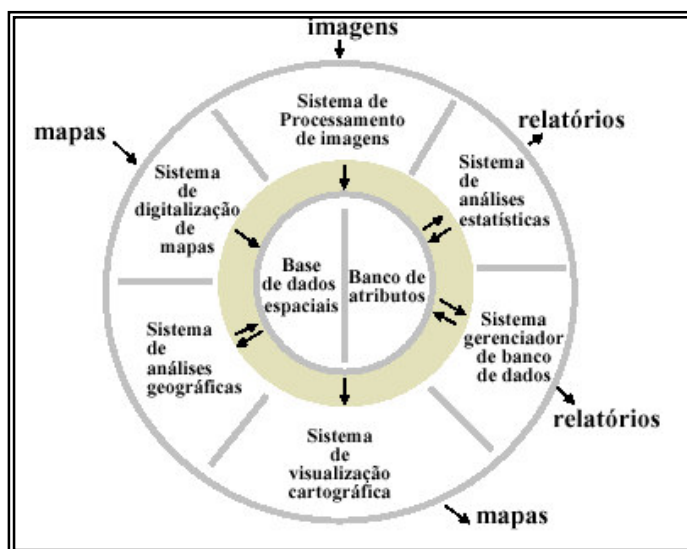 imagens
Sistema de
Processamento
de imagens
mapas
relatórios
Sistema
de
digitalização
de
mapas
Sistema
de
análises
estatísticas
Base
de dados
espaciais
Banco de
atributos
Sistema
de
análises
geográficas
Sistema
gerenciador
de banco
de dados
relatórios
Sistema
de
visualização
cartográfica
mapas